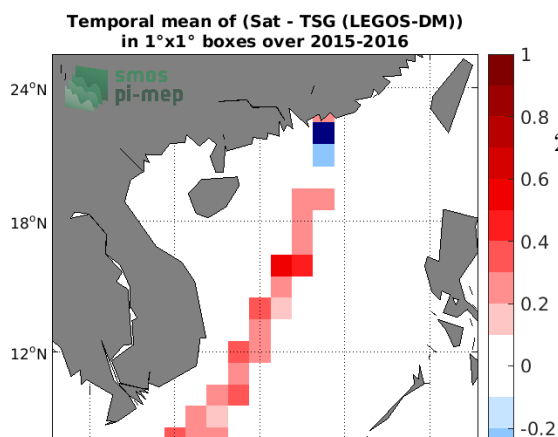 Temporal mean of (Sat - TSG (LEGOS-DM))
in 1°x1° boxes over 2015-2016
smos
pi-mep
24°N
18°N
12°N
1
0.8
0.6
0.4
0.2
0
-0.2